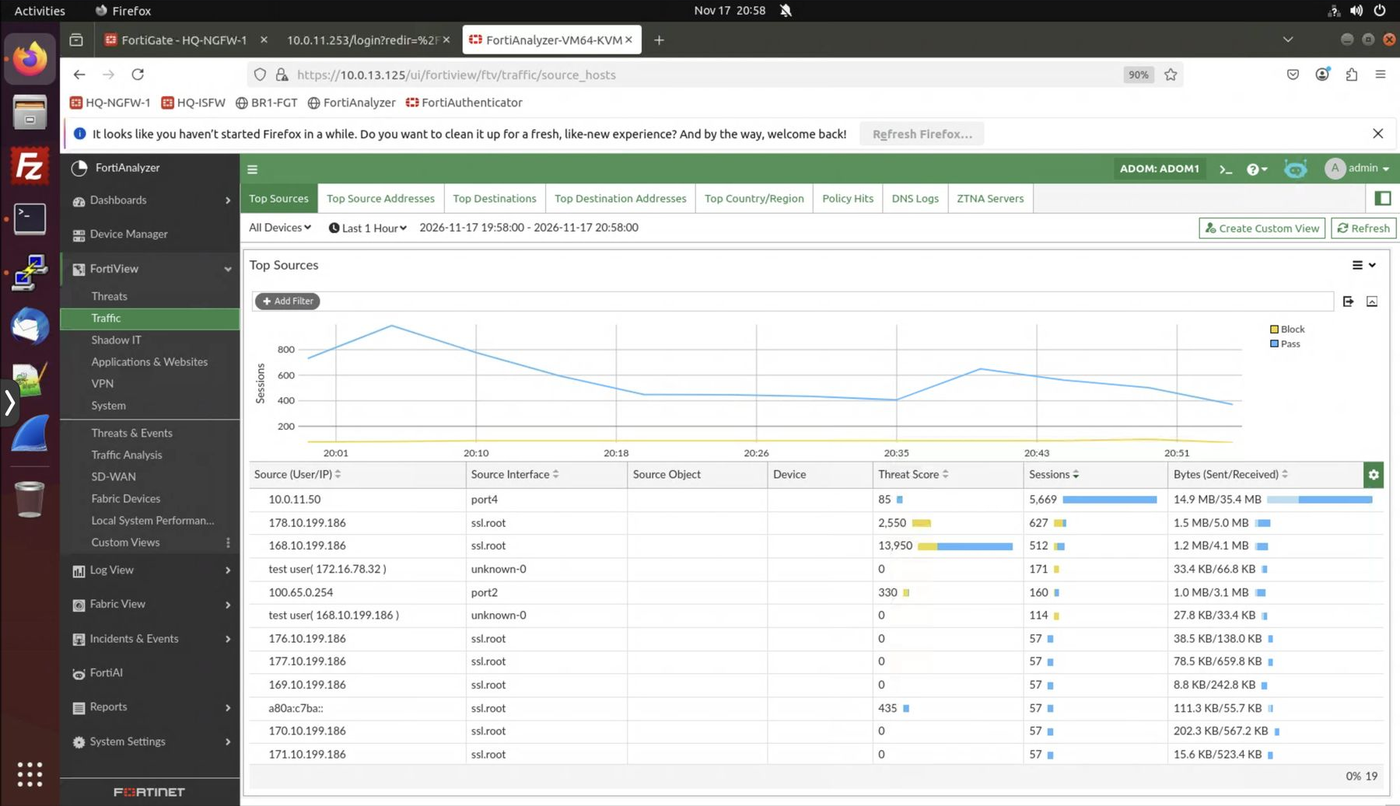 Activities Firefox Nov 17 20:58
FortiGate - HQ-NGFW-1 10.0.11.253/login?redir=%2F FortiAnalyzer-VM64-KVM
https://10.0.13.125/ui/fortiview/ftv/traffic/source_hosts 90%
HQ-NGFW-1 HQ-ISFW BR1-FGT FortiAnalyzer FortiAuthenticator
It looks like you haven't started Firefox in a while. Do you want to clean it up for a fresh, like-new experience? And by the way, welcome back! Refresh Firefox...
FortiAnalyzer
Dashboards
Device Manager
FortiView
Threats
Traffic
Shadow IT
Applications & Websites
VPN
System
Threats & Events
Traffic Analysis
SD-WAN
Fabric Devices
Local System Performan...
Custom Views
Log View
Fabric View
Incidents & Events
FortiAI
Reports
System Settings
FORTINET
ADOM: ADOM1 A admin
Top Sources Top Source Addresses Top Destinations Top Destination Addresses Top Country/Region Policy Hits DNS Logs ZTNA Servers
All Devices Last 1 Hour 2026-11-17 19:58:00 - 2026-11-17 20:58:00 Create Custom View Refresh
Top Sources
+ Add Filter
Block
Pass
Sessions
800
600
400
200
20:01 20:10 20:18 20:26 20:35 20:43 20:51
Source (User/IP) Source Interface Source Object Device Threat Score Sessions Bytes (Sent/Received)
10.0.11.50 port4 85 5,669 14.9 MB/35.4 MB
178.10.199.186 ssl.root 2,550 627 1.5 MB/5.0 MB
168.10.199.186 ssl.root 13,950 512 1.2 MB/4.1 MB
test user( 172.16.78.32 ) unknown-0 0 171 33.4 KB/66.8 KB
100.65.0.254 port2 330 160 1.0 MB/3.1 MB
test user( 168.10.199.186 ) unknown-0 0 114 27.8 KB/33.4 KB
176.10.199.186 ssl.root 0 57 38.5 KB/138.0 KB
177.10.199.186 ssl.root 0 57 78.5 KB/659.8 KB
169.10.199.186 ssl.root 0 57 8.8 KB/242.8 KB
a80a:c7ba:: ssl.root 435 57 111.3 KB/55.7 KB
170.10.199.186 ssl.root 0 57 202.3 KB/567.2 KB
171.10.199.186 ssl.root 0 57 15.6 KB/523.4 KB
0% 19